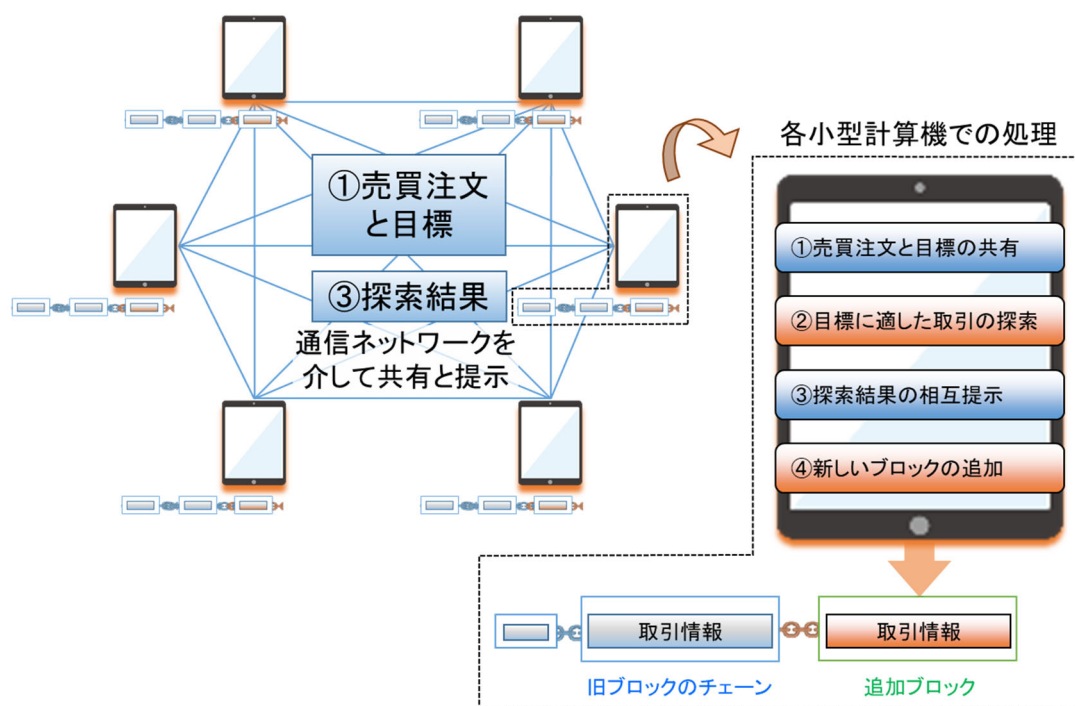 ①売買注文
と目標
③探索結果
通信ネットワークを
介して共有と提示
各小型計算機での処理
①売買注文と目標の共有
②目標に適した取引の探索
③探索結果の相互提示
④新しいブロックの追加
取引情報
取引情報
旧ブロックのチェーン
追加ブロック